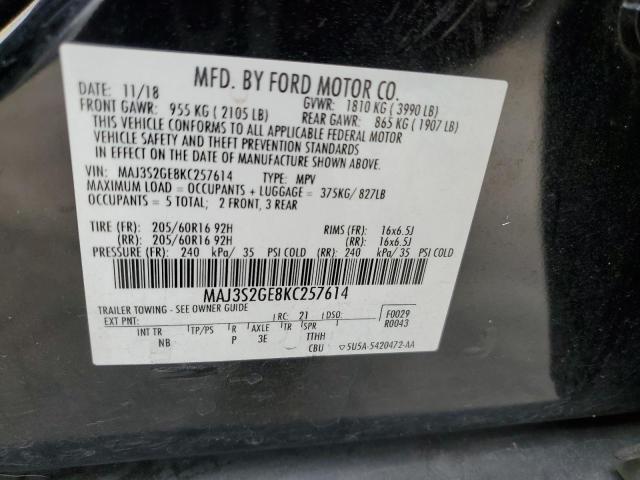 MFD. BY FORD MOTOR CO.
DATE: 11/18 GVWR: 1810 KG ( 3990 LB)
FRONT GAWR: 955 KG ( 2105 LB) REAR GAWR: 865 KG ( 1907 LB)
THIS VEHICLE CONFORMS TO ALL APPLICABLE FEDERAL MOTOR
VEHICLE SAFETY AND THEFT PREVENTION STANDARDS
IN EFFECT ON THE DATE OF MANUFACTURE SHOWN ABOVE.
VIN: MAJ3S2GE8KC257614 TYPE: MPV
MAXIMUM LOAD = OCCUPANTS + LUGGAGE = 375KG/ 827LB
OCCUPANTS = 5 TOTAL; 2 FRONT, 3 REAR
TIRE (FR): 205/60R16 92H RIMS (FR): 16x6.5J
(RR): 205/60R16 92H (RR): 16x6.5J
PRESSURE (FR): 240 kPa/ 35 PSI COLD (RR): 240 kPa/ 35 PSI COLD
MAJ3S2GE8KC257614
TRAILER TOWING - SEE OWNER GUIDE F0029
EXT PNT: RC: 21 DSO: R0043
INT TR TP/PS R AXLE TR SPR
NB P 3E TTHH
CBU ▽ 5U5A-5420472-AA